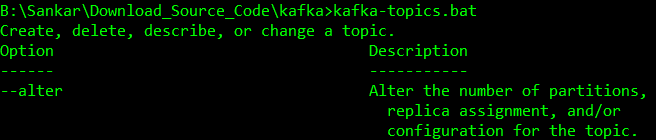 B:\Sankar\Download_Source_Code\kafka>kafka-topics.bat
Create, delete, describe, or change a topic.
Option                                   Description
------                                   -----------
--alter                                  Alter the number of partitions,
                                           replica assignment, and/or
                                           configuration for the topic.